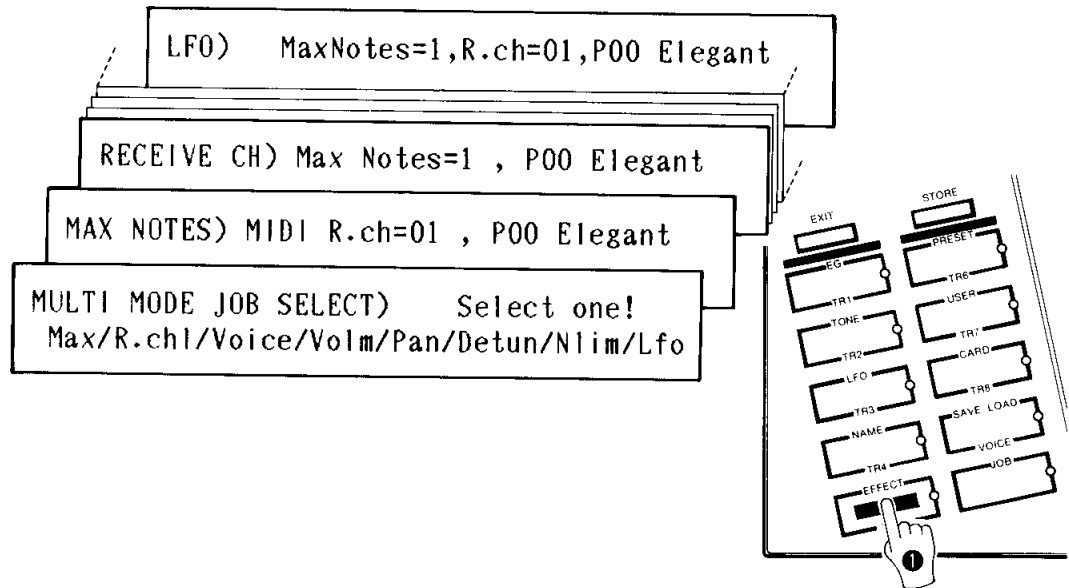 LFO) MaxNotes=1,R.ch=01,P00 Elegant
RECEIVE CH) Max Notes=1 , P00 Elegant
MAX NOTES) MIDI R.ch=01 , P00 Elegant
MULTI MODE JOB SELECT) Select one!
Max/R.chl/Voice/Volm/Pan/Detun/Nlim/Lfo
EXIT
STORE
EG
TR1
PRESET
TR6
TONE
TR2
USER
TR7
LFO
TR3
CARD
TR8
NAME
TR4
SAVE LOAD
VOICE
EFFECT
JOB
1